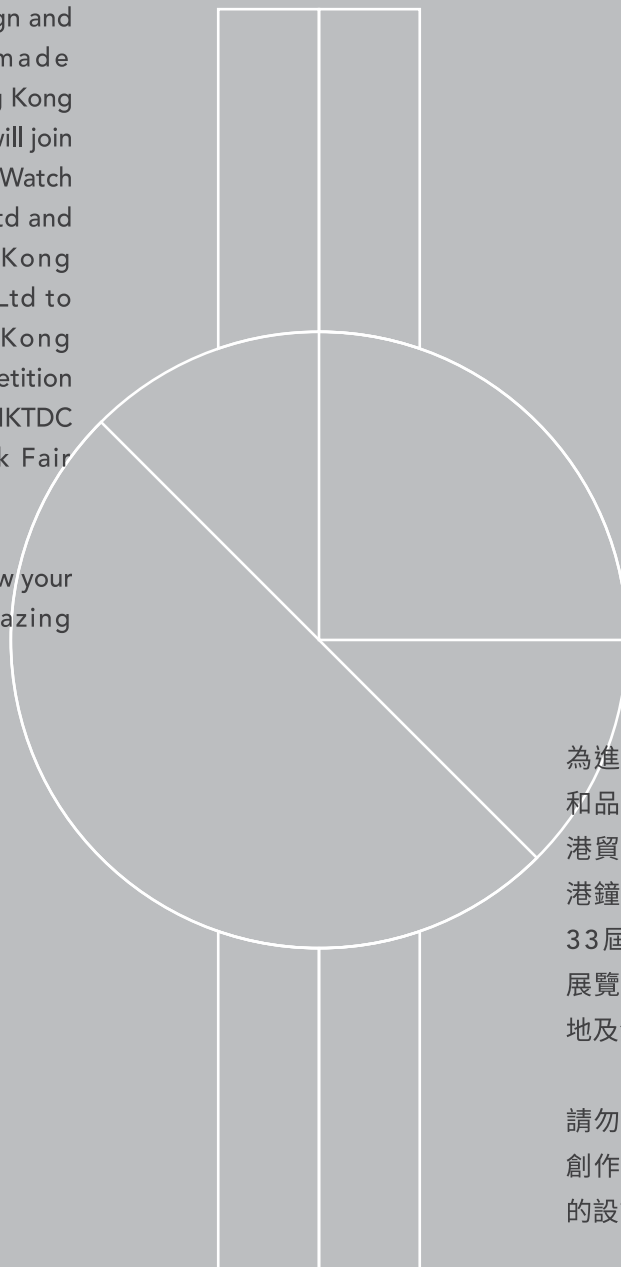 gn and
made
g Kong
will join
Watch
td and
Kong
Ltd to
Kong
etition
HKTDC
k Fair
w your
azing
為進
和品
港貿
港鐘
33屆
展覽
地及
請勿
創作
的設